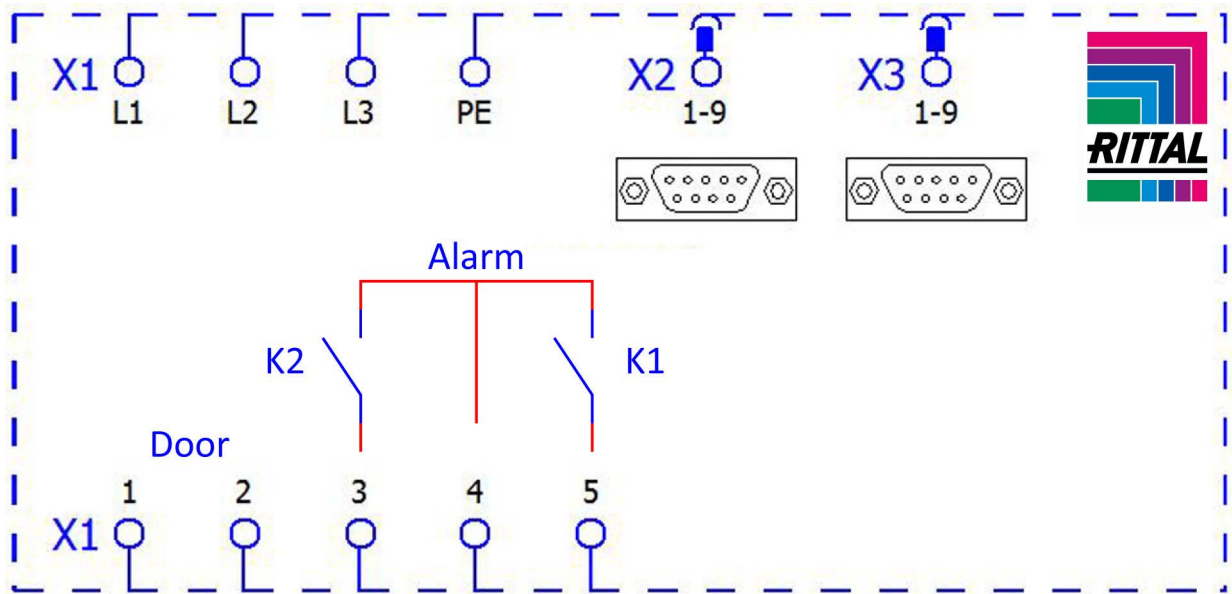 X1 X2 X3
L1 L2 L3 PE 1-9 1-9
RITTAL
Alarm
K2 K1
Door
1 2 3 4 5
X1